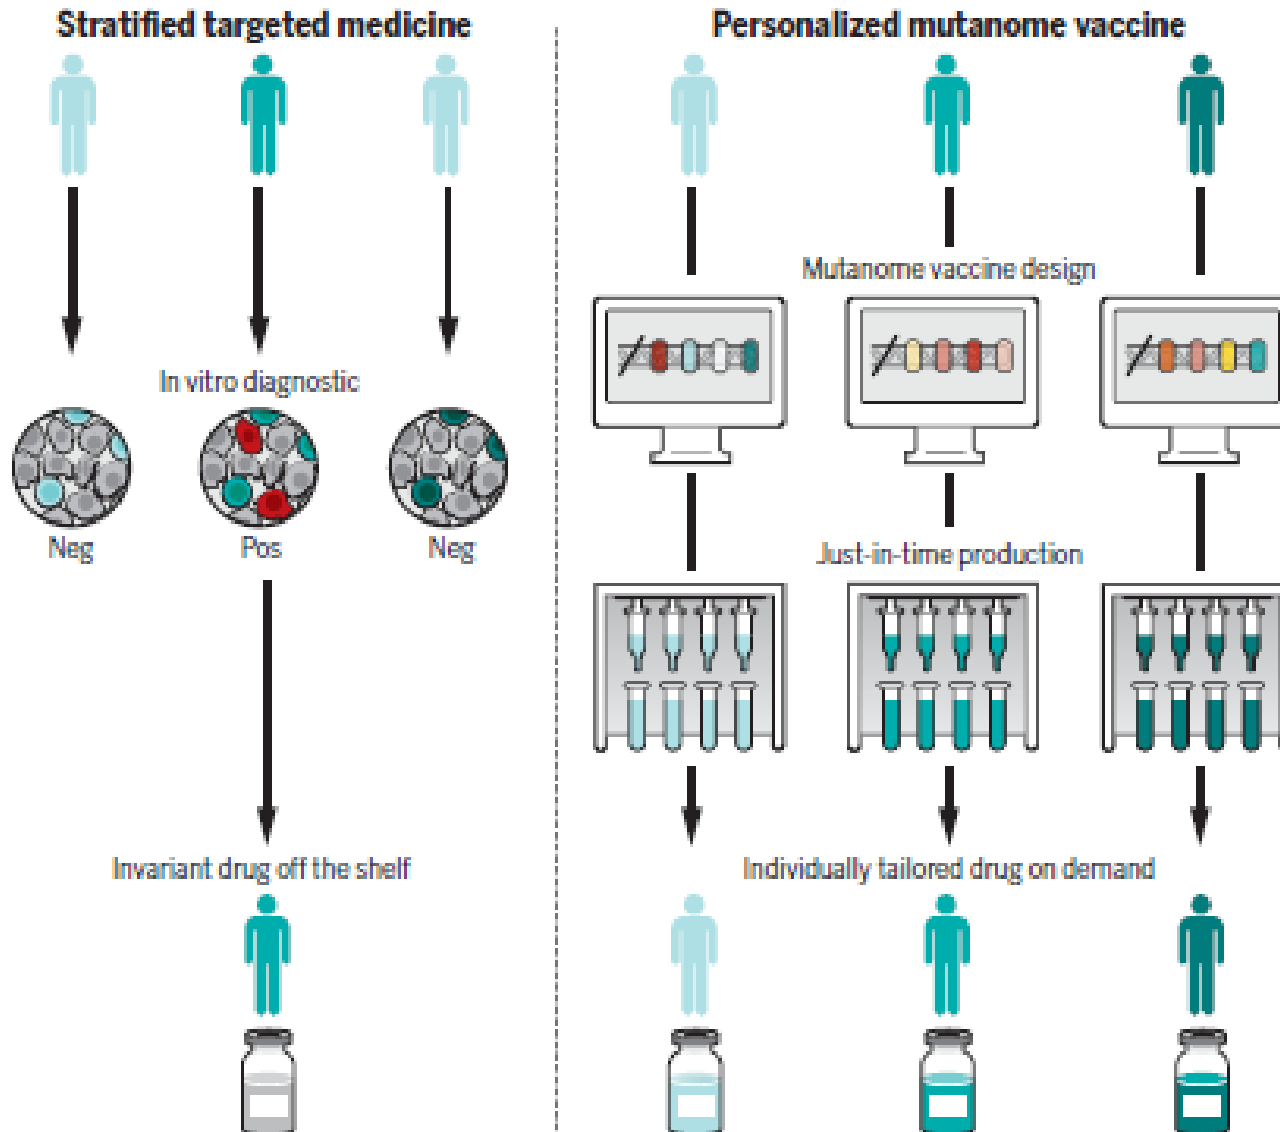 Stratified targeted medicine
Personalized mutanome vaccine
In vitro diagnostic
Neg
Pos
Neg
Invariant drug off the shelf
Mutanome vaccine design
Just-in-time production
Individually tailored drug on demand